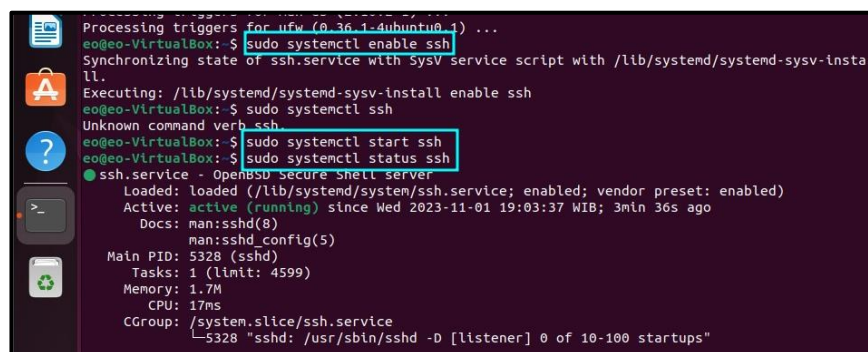 Processing triggers for ufw (0.36.1-4ubuntu0.1) ...
eo@eo-VirtualBox:~$ sudo systemctl enable ssh
Synchronizing state of ssh.service with SysV service script with /lib/systemd/systemd-sysv-insta
ll.
Executing: /lib/systemd/systemd-sysv-install enable ssh
eo@eo-VirtualBox:~$ sudo systemctl ssh
Unknown command verb ssh.
eo@eo-VirtualBox:~$ sudo systemctl start ssh
eo@eo-VirtualBox:~$ sudo systemctl status ssh
ssh.service - OpenBSD Secure Shell server
Loaded: loaded (/lib/systemd/system/ssh.service; enabled; vendor preset: enabled)
Active: active (running) since Wed 2023-11-01 19:03:37 WIB; 3min 36s ago
Docs: man:sshd(8)
man:sshd_config(5)
Main PID: 5328 (sshd)
Tasks: 1 (limit: 4599)
Memory: 1.7M
CPU: 17ms
CGroup: /system.slice/ssh.service
└─5328 "sshd: /usr/sbin/sshd -D [listener] 0 of 10-100 startups"